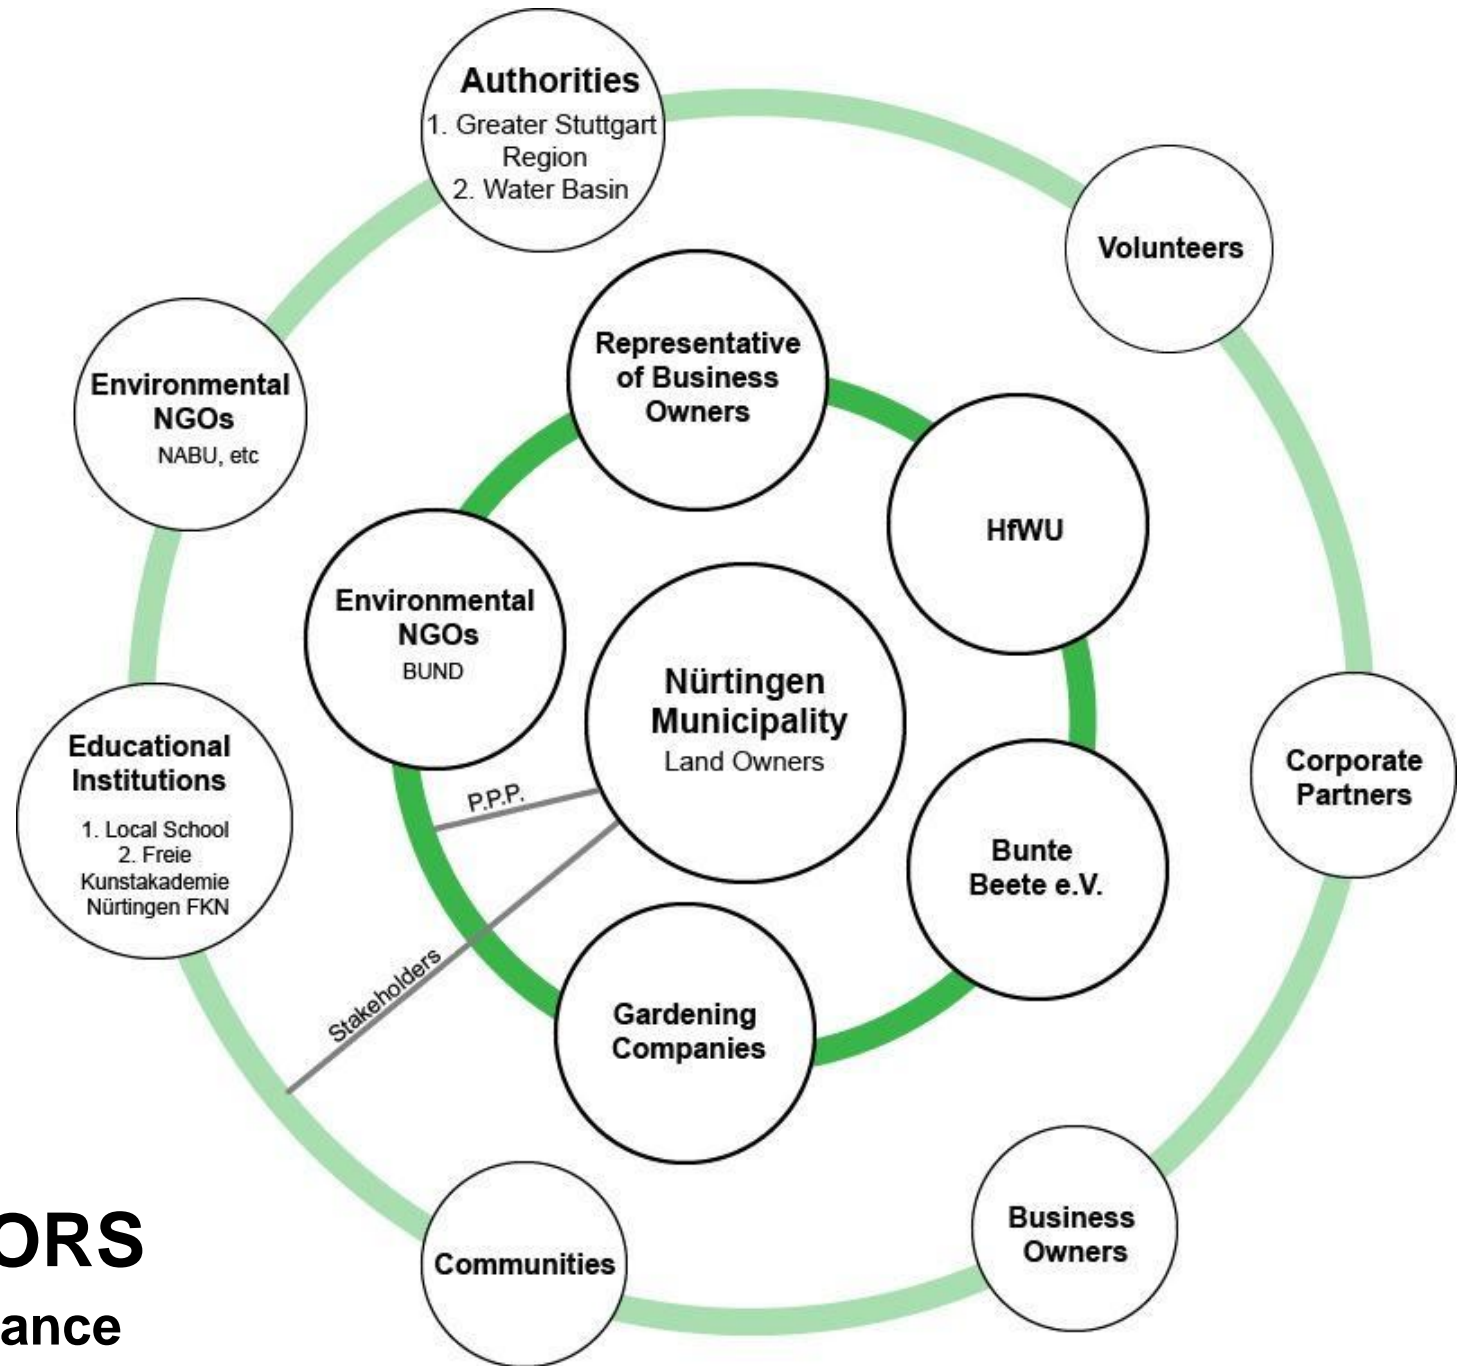 Authorities
1. Greater Stuttgart
Region
2. Water Basin
Volunteers
Representative
of Business
Owners
Environmental
NGOs
NABU, etc
HfWU
Environmental
NGOs
BUND
Nürtingen
Municipality
Land Owners
Educational
Institutions
1. Local School
2. Freie
Kunstakademie
Nürtingen FKN
P.P.P.
Corporate
Partners
Bunte
Beete e.V.
Stakeholders
Gardening
Companies
Business
Owners
Communities
ORS
ance